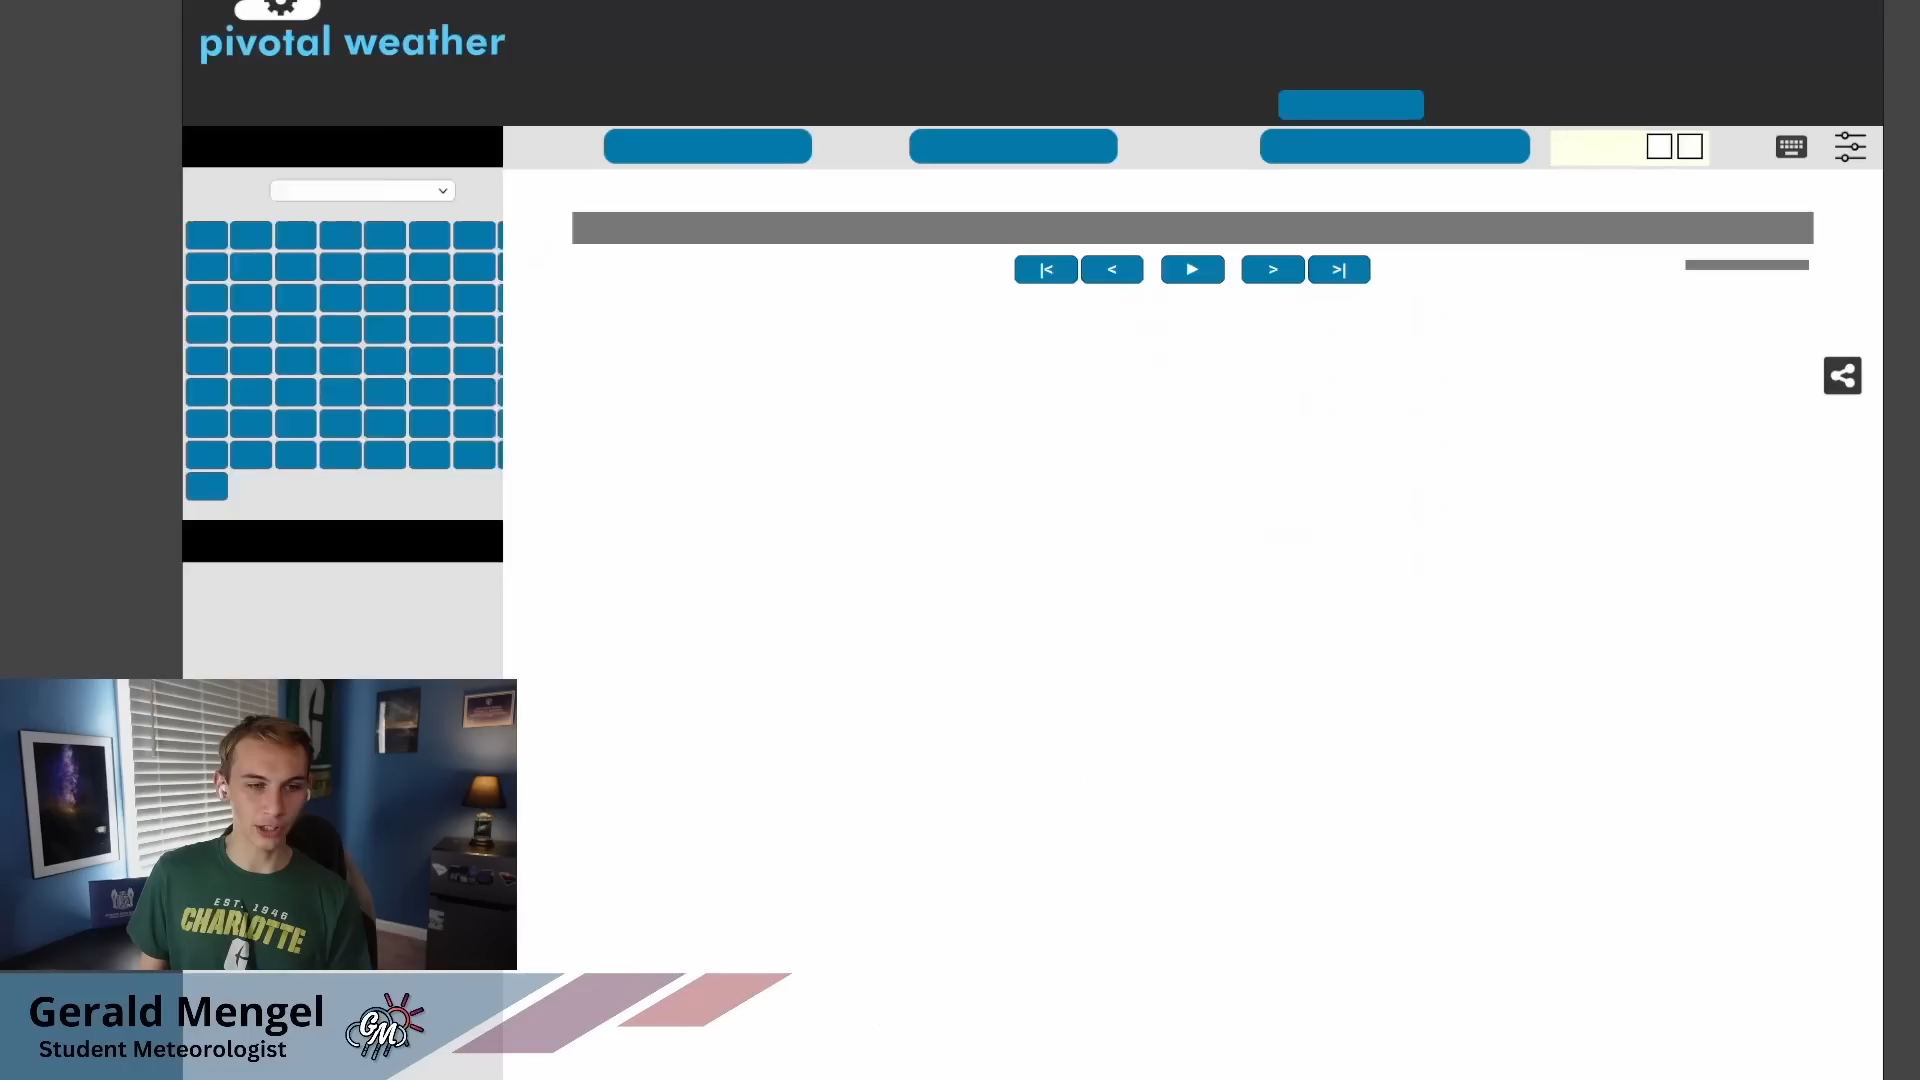 pivotal weather
|<
<
>
>|
EST. 1946
CHARLOTTE
Gerald Mengel
GM
Student Meteorologist